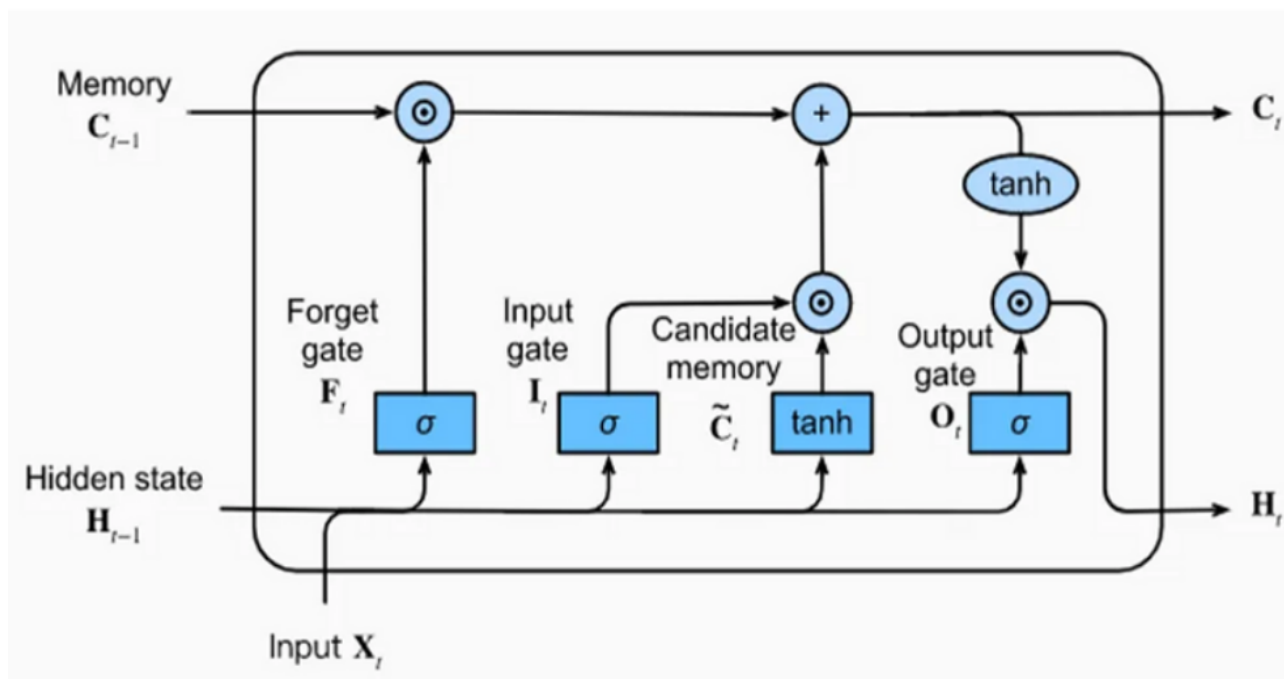 Memory
C_{t-1}
⊙
+
C_t
tanh
⊙
⊙
Forget
gate
F_t
Input
gate
I_t
Candidate
memory
C̃_t
Output
gate
O_t
σ
σ
tanh
σ
Hidden state
H_{t-1}
H_t
Input X_t